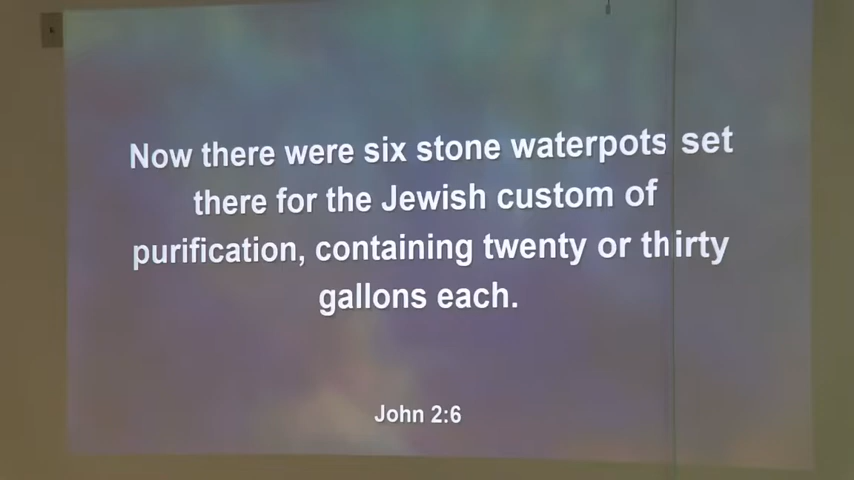 Now there were six stone waterpots set
there for the Jewish custom of
purification, containing twenty or thirty
gallons each.
John 2:6